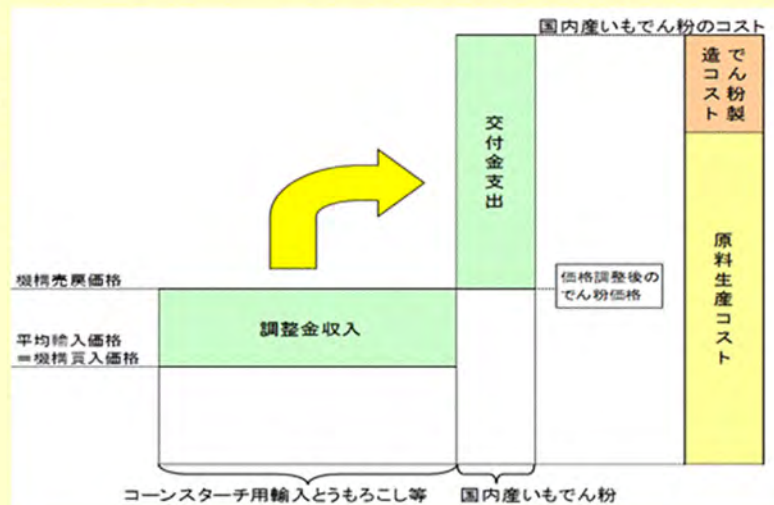 国内産いもでん粉のコスト
でん粉製
造コスト
交付金支出
原料生産コスト
機構売戻価格
価格調整後の
でん粉価格
調整金収入
平均輸入価格
＝機構買入価格
コーンスターチ用輸入とうもろこし等
国内産いもでん粉